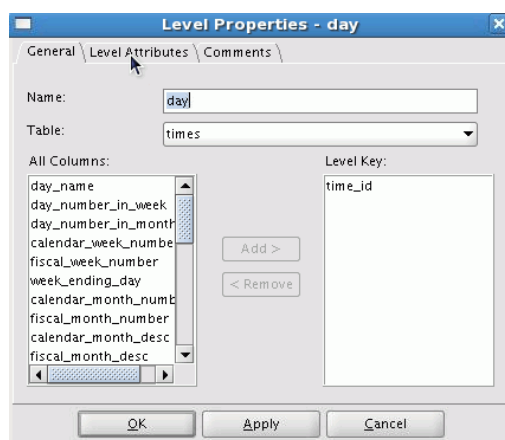 Level Properties - day
General
Level Attributes
Comments
Name:
day
Table:
times
All Columns:
Level Key:
day_name
day_number_in_week
day_number_in_month
calendar_week_numbe
fiscal_week_number
week_ending_day
calendar_month_numb
fiscal_month_number
calendar_month_desc
fiscal_month_desc
Add >
< Remove
time_id
OK
Apply
Cancel